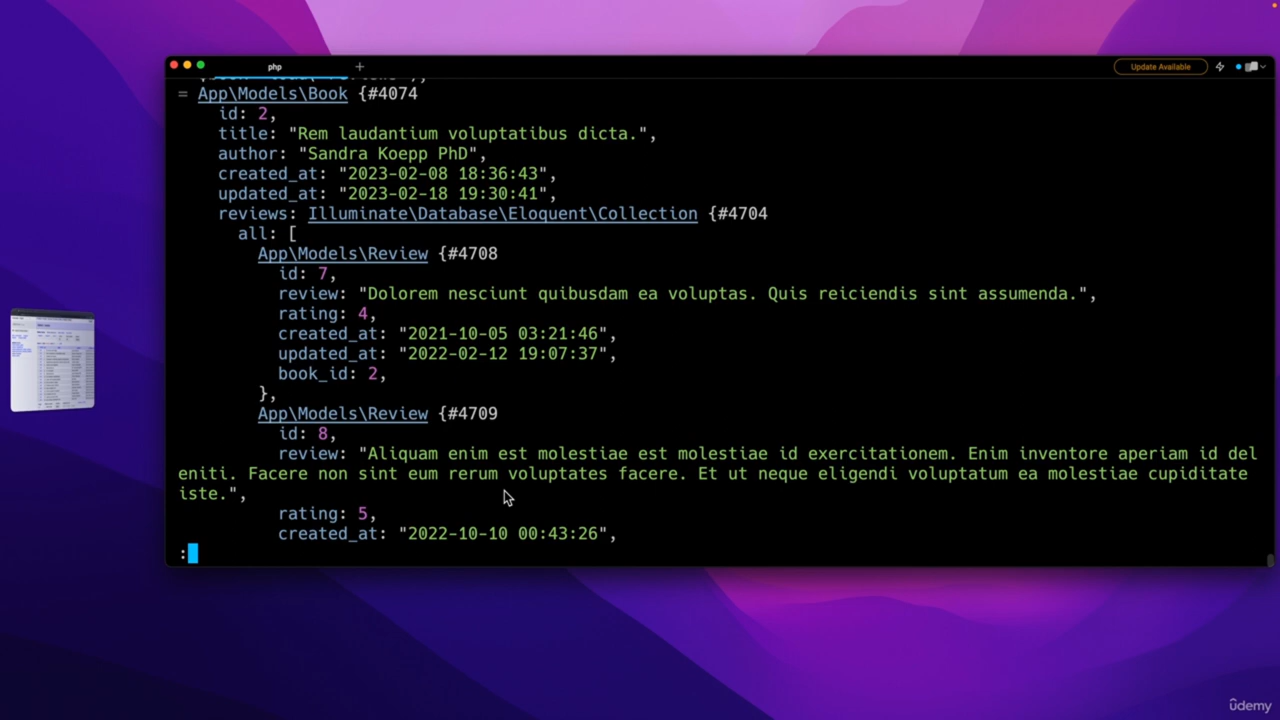 php
Update Available
= App\Models\Book {#4074
id: 2,
title: "Rem laudantium voluptatibus dicta.",
author: "Sandra Koepp PhD",
created_at: "2023-02-08 18:36:43",
updated_at: "2023-02-18 19:30:41",
reviews: Illuminate\Database\Eloquent\Collection {#4704
all: [
App\Models\Review {#4708
id: 7,
review: "Dolorem nesciunt quibusdam ea voluptas. Quis reiciendis sint assumenda.",
rating: 4,
created_at: "2021-10-05 03:21:46",
updated_at: "2022-02-12 19:07:37",
book_id: 2,
},
App\Models\Review {#4709
id: 8,
review: "Aliquam enim est molestiae est molestiae id exercitationem. Enim inventore aperiam id del
eniti. Facere non sint eum rerum voluptates facere. Et ut neque eligendi voluptatum ea molestiae cupiditate
iste.",
rating: 5,
created_at: "2022-10-10 00:43:26",
:
ûdemy